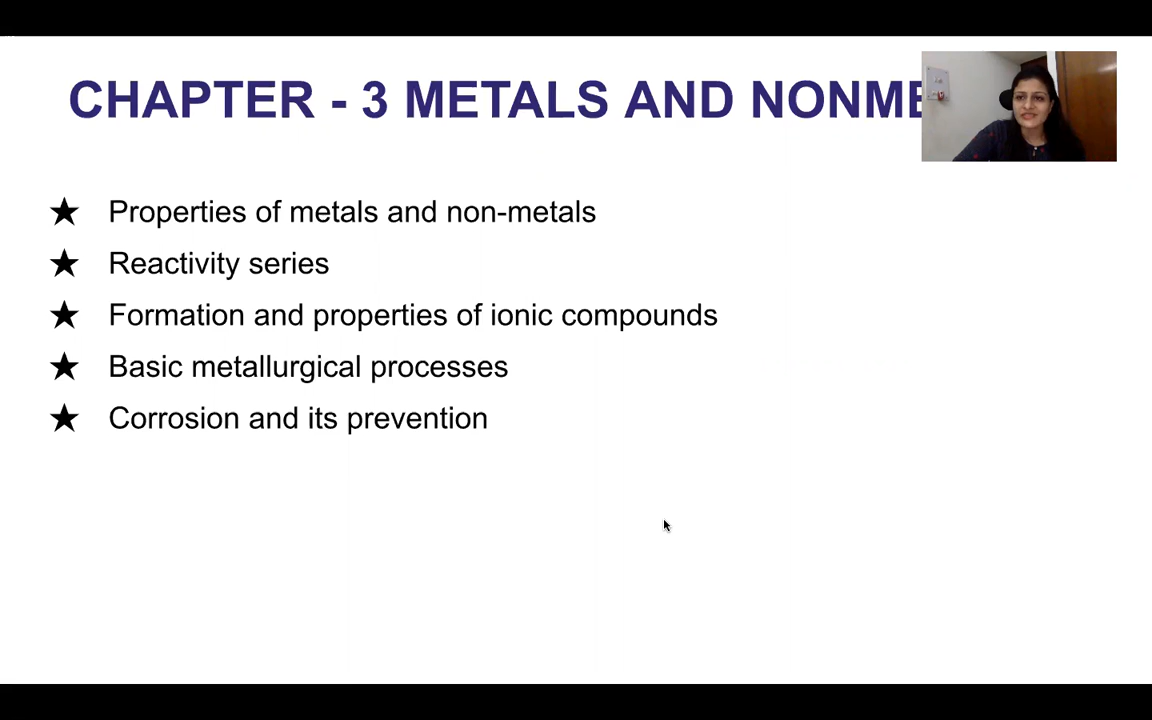 CHAPTER - 3 METALS AND NONME
★ Properties of metals and non-metals
★ Reactivity series
★ Formation and properties of ionic compounds
★ Basic metallurgical processes
★ Corrosion and its prevention